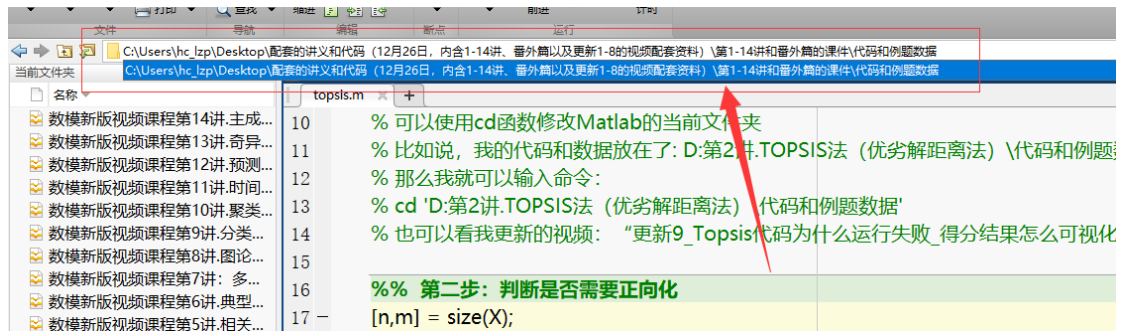 打印 查找 缩进 前进 计时
文件 导航 编辑 断点 运行
C:\Users\hc_lzp\Desktop\配套的讲义和代码（12月26日，内含1-14讲、番外篇以及更新1-8的视频配套资料）\第1-14讲和番外篇的课件\代码和例题数据
当前文件夹
C:\Users\hc_lzp\Desktop\配套的讲义和代码（12月26日，内含1-14讲、番外篇以及更新1-8的视频配套资料）\第1-14讲和番外篇的课件\代码和例题数据
名称
topsis.m
数模新版视频课程第14讲.主成...
数模新版视频课程第13讲.奇异...
数模新版视频课程第12讲.预测...
数模新版视频课程第11讲.时间...
数模新版视频课程第10讲.聚类...
数模新版视频课程第9讲.分类...
数模新版视频课程第8讲.图论...
数模新版视频课程第7讲：多...
数模新版视频课程第6讲.典型...
数模新版视频课程第5讲.相关...
10 % 可以使用cd函数修改Matlab的当前文件夹
11 % 比如说，我的代码和数据放在了: D:第2讲.TOPSIS法（优劣解距离法）\代码和例题
12 % 那么我就可以输入命令：
13 % cd 'D:第2讲.TOPSIS法（优劣解距离法）\代码和例题数据'
14 % 也可以看我更新的视频：“更新9_Topsis代码为什么运行失败_得分结果怎么可视化
15
16 %% 第二步：判断是否需要正向化
17 [n,m] = size(X);